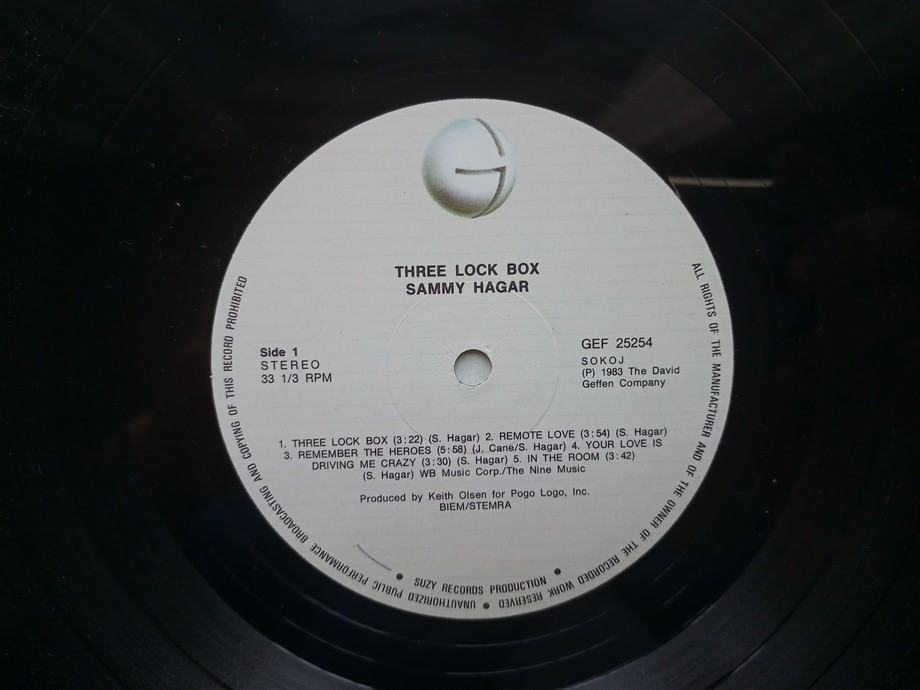 THREE LOCK BOX
SAMMY HAGAR
Side 1
STEREO
33 1/3 RPM
GEF 25254
SOKOJ
(P) 1983 The David
Geffen Company
1. THREE LOCK BOX (3:22) (S. Hagar) 2. REMOTE LOVE (3:54) (S. Hagar)
3. REMEMBER THE HEROES (5:58) (J. Cane/S. Hagar) 4. YOUR LOVE IS
DRIVING ME CRAZY (3:30) (S. Hagar) 5. IN THE ROOM (3:42)
(S. Hagar) WB Music Corp./The Nine Music
Produced by Keith Olsen for Pogo Logo, Inc.
BIEM/STEMRA
• SUZY RECORDS PRODUCTION •
ALL RIGHTS OF THE MANUFACTURER AND OF THE OWNER OF THE RECORDED WORK RESERVED • UNAUTHORIZED PUBLIC PERFORMANCE BROADCASTING AND COPYING OF THIS RECORD PROHIBITED